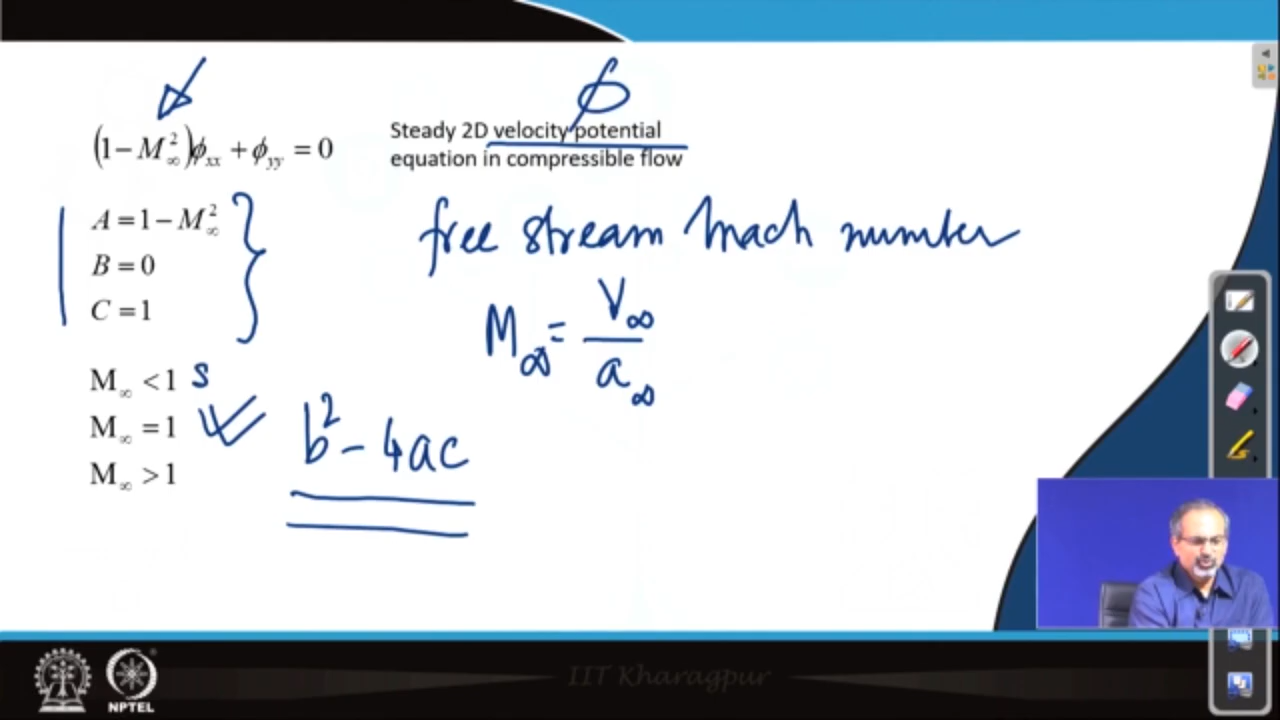 ϕ
(1−M∞²)ϕxx + ϕyy = 0
Steady 2D velocity potential
equation in compressible flow
A = 1 − M∞²
B = 0
C = 1
free stream Mach number
M∞ = V∞ / a∞
M∞ < 1 s
M∞ = 1
M∞ > 1
b² − 4ac
IIT Kharagpur
NPTEL